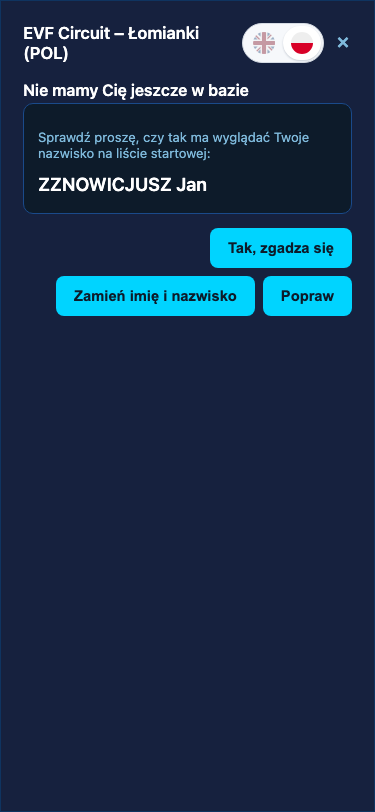 EVF Circuit – Łomianki
(POL)
×
Nie mamy Cię jeszcze w bazie
Sprawdź proszę, czy tak ma wyglądać Twoje
nazwisko na liście startowej:
ZZNOWICJUSZ Jan
Tak, zgadza się
Zamień imię i nazwisko
Popraw